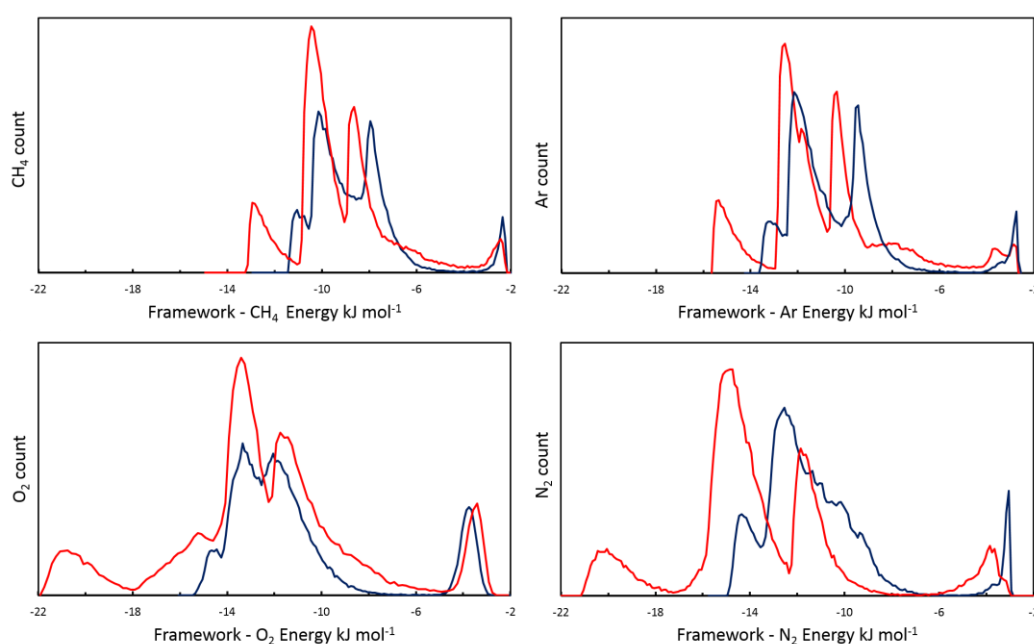 CH4 count
-22 -18 -14 -10 -6 -2
Framework - CH4 Energy kJ mol-1
Ar count
-22 -18 -14 -10 -6 -2
Framework - Ar Energy kJ mol-1
O2 count
-22 -18 -14 -10 -6 -2
Framework - O2 Energy kJ mol-1
N2 count
-22 -18 -14 -10 -6 -2
Framework - N2 Energy kJ mol-1